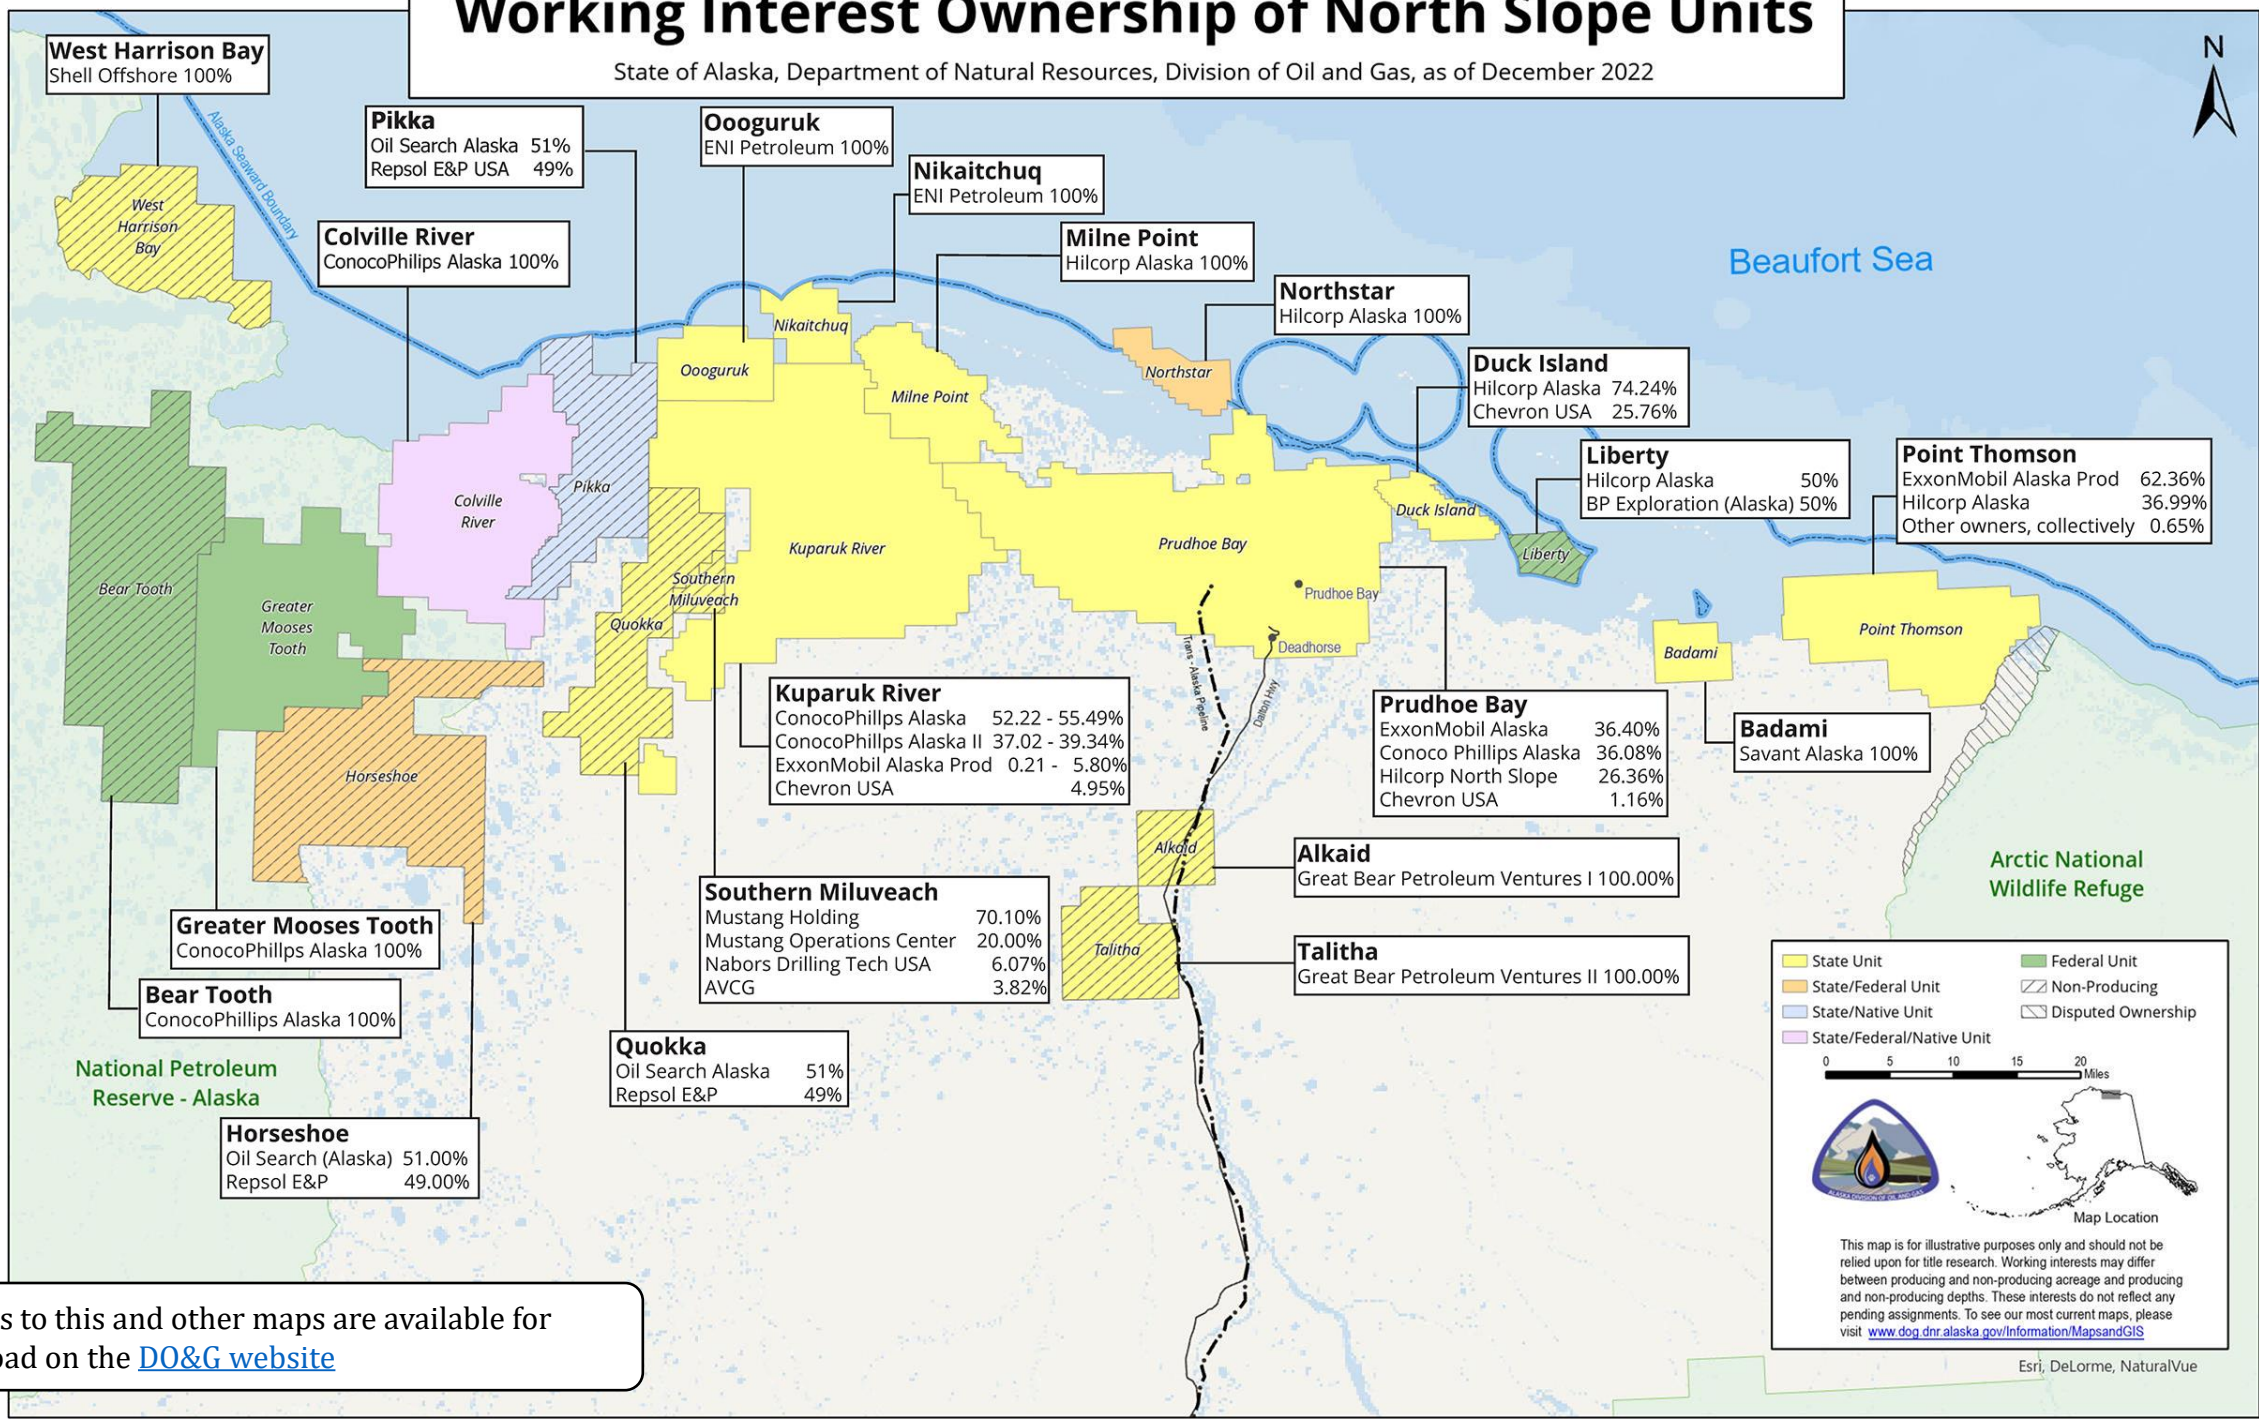 Working Interest Ownership of North Slope Units
State of Alaska, Department of Natural Resources, Division of Oil and Gas, as of December 2022
N
West Harrison Bay
Shell Offshore 100%
Alaska Seaward Boundary
Pikka
Oil Search Alaska 51%
Repsol E&P USA 49%
Oooguruk
ENI Petroleum 100%
Nikaitchuq
ENI Petroleum 100%
Colville River
ConocoPhilips Alaska 100%
Milne Point
Hilcorp Alaska 100%
Northstar
Hilcorp Alaska 100%
Beaufort Sea
Duck Island
Hilcorp Alaska 74.24%
Chevron USA 25.76%
Liberty
Hilcorp Alaska 50%
BP Exploration (Alaska) 50%
Point Thomson
ExxonMobil Alaska Prod 62.36%
Hilcorp Alaska 36.99%
Other owners, collectively 0.65%
West
Harrison
Bay
Nikaitchuq
Oooguruk
Milne Point
Northstar
Colville
River
Pikka
Kuparuk River
Prudhoe Bay
Duck Island
Liberty
Bear Tooth
Greater
Mooses
Tooth
Southern
Miluveach
Quokka
Prudhoe Bay
Deadhorse
Trans - Alaska Pipeline
Dalton Hwy
Badami
Point Thomson
Horseshoe
Kuparuk River
ConocoPhillps Alaska 52.22 - 55.49%
ConocoPhillps Alaska II 37.02 - 39.34%
ExxonMobil Alaska Prod 0.21 - 5.80%
Chevron USA 4.95%
Prudhoe Bay
ExxonMobil Alaska 36.40%
Conoco Phillips Alaska 36.08%
Hilcorp North Slope 26.36%
Chevron USA 1.16%
Badami
Savant Alaska 100%
Alkaid
Alkaid
Great Bear Petroleum Ventures I 100.00%
Talitha
Talitha
Great Bear Petroleum Ventures II 100.00%
Arctic National
Wildlife Refuge
Greater Mooses Tooth
ConocoPhillps Alaska 100%
Bear Tooth
ConocoPhillips Alaska 100%
Southern Miluveach
Mustang Holding 70.10%
Mustang Operations Center 20.00%
Nabors Drilling Tech USA 6.07%
AVCG 3.82%
Quokka
Oil Search Alaska 51%
Repsol E&P 49%
National Petroleum
Reserve - Alaska
Horseshoe
Oil Search (Alaska) 51.00%
Repsol E&P 49.00%
State Unit
State/Federal Unit
State/Native Unit
State/Federal/Native Unit
Federal Unit
Non-Producing
Disputed Ownership
0 5 10 15 20
Miles
ALASKA DIVISION OF OIL AND GAS
Map Location
This map is for illustrative purposes only and should not be
relied upon for title research. Working interests may differ
between producing and non-producing acreage and producing
and non-producing depths. These interests do not reflect any
pending assignments. To see our most current maps, please
visit www.dog.dnr.alaska.gov/Information/MapsandGIS
Esri, DeLorme, NaturalVue
s to this and other maps are available for
oad on the DO&G website